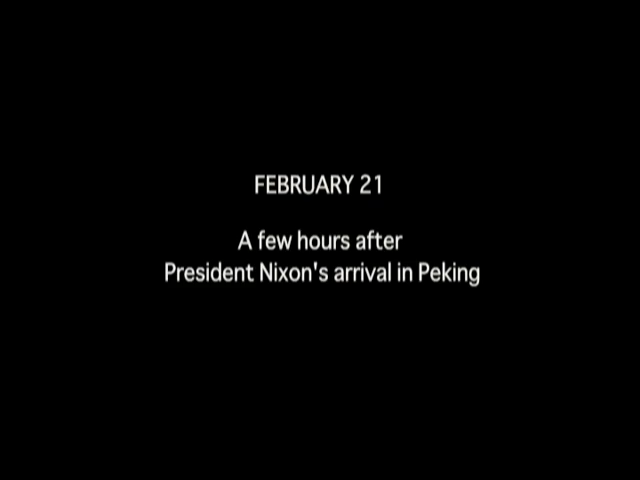 FEBRUARY 21
A few hours after
President Nixon's arrival in Peking